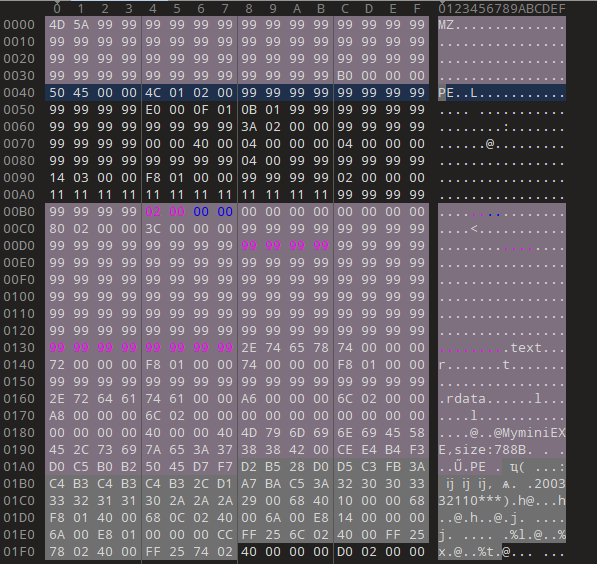 0 1 2 3 4 5 6 7 8 9 A B C D E F 0123456789ABCDEF
0000 4D 5A 99 99 99 99 99 99 99 99 99 99 99 99 99 99 MZ..............
0010 99 99 99 99 99 99 99 99 99 99 99 99 99 99 99 99 ................
0020 99 99 99 99 99 99 99 99 99 99 99 99 99 99 99 99 ................
0030 99 99 99 99 99 99 99 99 99 99 99 99 B0 00 00 00 ................
0040 50 45 00 00 4C 01 02 00 99 99 99 99 99 99 99 99 PE..L...........
0050 99 99 99 99 E0 00 0F 01 0B 01 99 99 99 99 99 99 .... ...........
0060 99 99 99 99 99 99 99 99 3A 02 00 00 99 99 99 99 ........:.......
0070 99 99 99 99 00 00 40 00 04 00 00 00 04 00 00 00 ......@.........
0080 99 99 99 99 99 99 99 99 04 00 99 99 99 99 99 99 ................
0090 14 03 00 00 F8 01 00 00 99 99 99 99 02 00 00 00 ................
00A0 11 11 11 11 11 11 11 11 11 11 11 11 99 99 99 99 ................
00B0 99 99 99 99 02 00 00 00 00 00 00 00 00 00 00 00 ................
00C0 80 02 00 00 3C 00 00 00 99 99 99 99 99 99 99 99 ....<...........
00D0 99 99 99 99 99 99 99 99 99 99 99 99 99 99 99 99 ................
00E0 99 99 99 99 99 99 99 99 99 99 99 99 99 99 99 99 ................
00F0 99 99 99 99 99 99 99 99 99 99 99 99 99 99 99 99 ................
0100 99 99 99 99 99 99 99 99 99 99 99 99 99 99 99 99 ................
0110 99 99 99 99 99 99 99 99 99 99 99 99 99 99 99 99 ................
0120 99 99 99 99 99 99 99 99 99 99 99 99 99 99 99 99 ................
0130 99 99 99 99 99 99 99 99 2E 74 65 78 74 00 00 00 .........text...
0140 72 00 00 00 F8 01 00 00 74 00 00 00 F8 01 00 00 r.......t.......
0150 99 99 99 99 99 99 99 99 99 99 99 99 99 99 99 99 ................
0160 2E 72 64 61 74 61 00 00 A6 00 00 00 6C 02 00 00 .rdata......l...
0170 A8 00 00 00 6C 02 00 00 99 99 99 99 99 99 99 99 ....l...........
0180 00 00 00 00 40 00 00 40 4D 79 6D 69 6E 69 45 58 ....@..@MyminiEX
0190 45 2C 73 69 7A 65 3A 37 38 38 42 00 CE E4 B4 F3 E,size:788B.
01A0 D0 C5 B0 B2 50 45 D7 F7 D2 B5 28 D0 D5 C3 FB 3A
01B0 C4 B3 C4 B3 C4 B3 2C D1 A7 BA C5 3A 32 30 30 33
01C0 33 32 31 31 30 2A 2A 2A 29 00 68 40 10 00 00 68 32110***).h@...h
01D0 F8 01 40 00 68 0C 02 40 00 6A 00 E8 14 00 00 00
01E0 6A 00 E8 01 00 00 00 CC FF 25 6C 02 40 00 FF 25
01F0 78 02 40 00 FF 25 74 02 40 00 00 00 D0 02 00 00